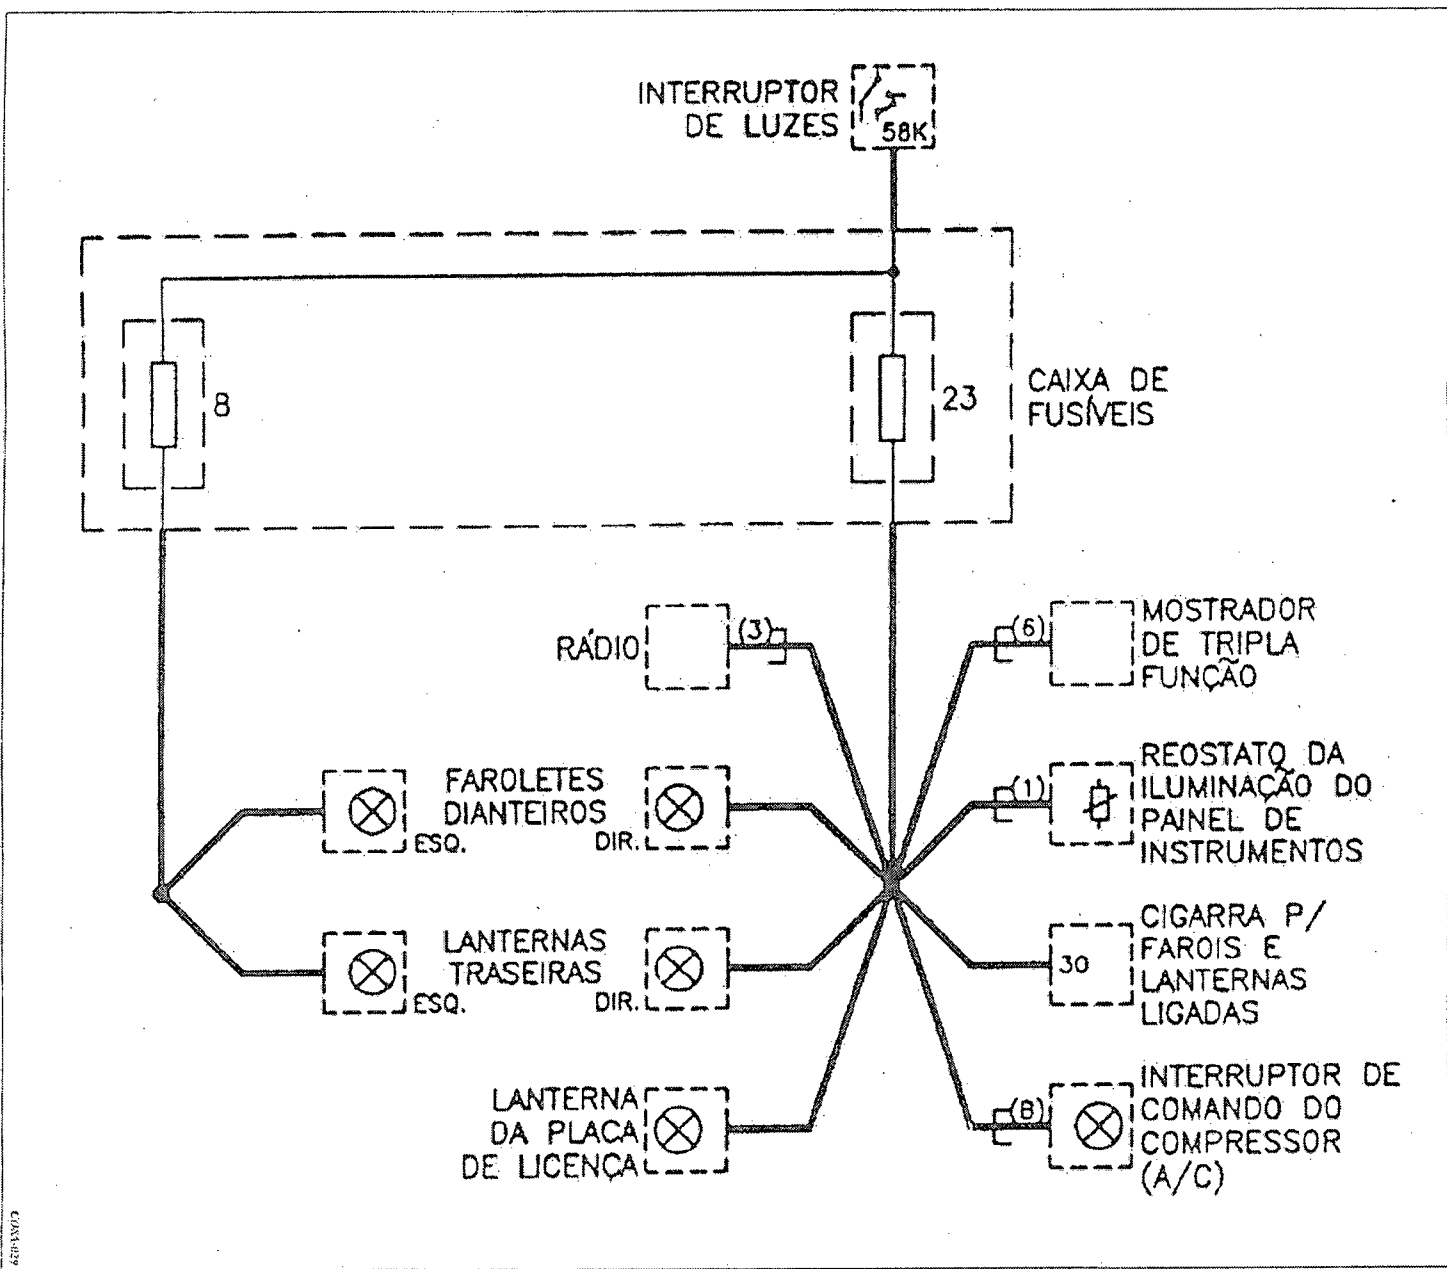 INTERRUPTOR
DE LUZES
58K
8
23
CAIXA DE
FUSÍVEIS
RÁDIO
(3)
(6)
MOSTRADOR
DE TRIPLA
FUNÇÃO
FAROLETES
DIANTEIROS
ESQ.
DIR.
(1)
REOSTATO DA
ILUMINAÇÃO DO
PAINEL DE
INSTRUMENTOS
LANTERNAS
TRASEIRAS
ESQ.
DIR.
30
CIGARRA P/
FAROIS E
LANTERNAS
LIGADAS
LANTERNA
DA PLACA
DE LICENÇA
(8)
INTERRUPTOR DE
COMANDO DO
COMPRESSOR
(A/C)